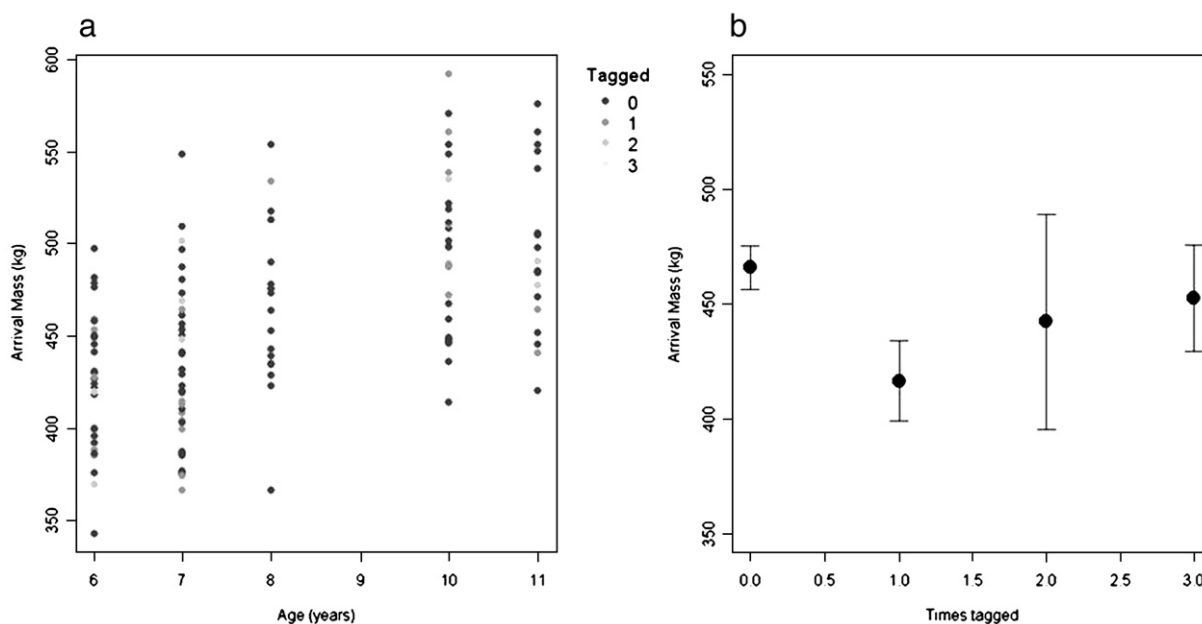 a
600
550
500
450
400
350
Arrival Mass (kg)
6 7 8 9 10 11
Age (years)
Tagged
0
1
2
3
b
550
500
450
400
350
Arrival Mass (kg)
0.0 0.5 1.0 1.5 2.0 2.5 3.0
Times tagged